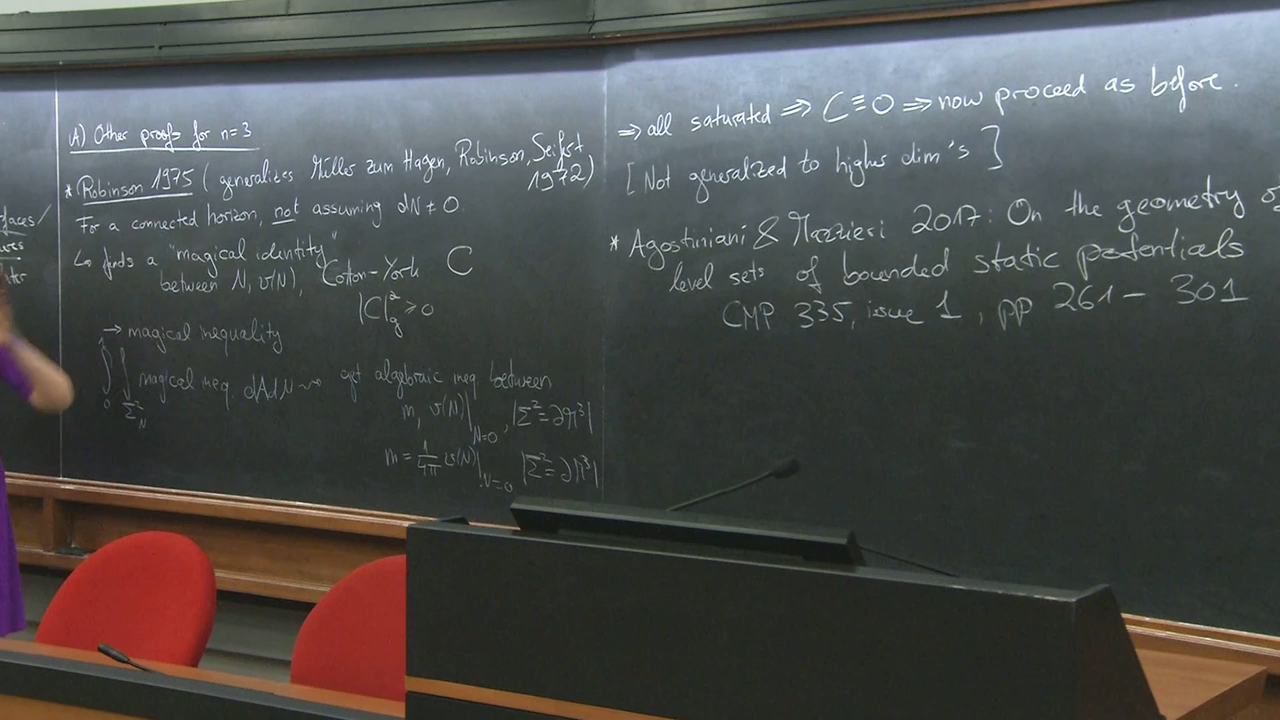 faces/
A) Other proofs for n=3
* Robinson 1975 (generalizes Müller zum Hagen, Robinson, Seifert 1972)
For a connected horizon, not assuming dN ≠ 0.
↳ finds a "magical identity"
between N, v(N), Cotton-York C
|C|²_g ≥ 0
→ magical inequality
∫₀¹ ∫_{Σ²_N} magical ineq. dA dN ⇝ get algebraic ineq. between
m, v(N)|_{N=0}, |Σ²=∂M³|
m = 1/4π v(N)|_{N=0} |Σ²=∂M³|
⇒ all saturated ⇒ C≡0 ⇒ now proceed as before.
[Not generalized to higher dim's]
* Agostiniani & Mazzieri 2017: On the geometry of
level sets of bounded static potentials
CMP 335, issue 1, pp 261 – 301